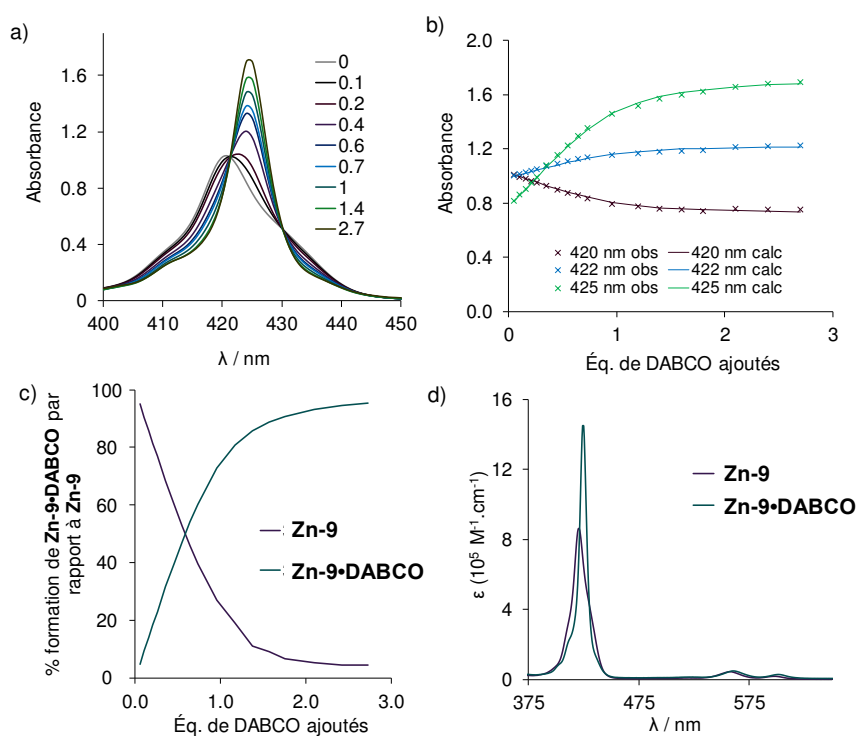 a)
Absorbance
1.6
1.2
0.8
0.4
0
400
410
420
430
440
450
λ / nm
0
0.1
0.2
0.4
0.6
0.7
1
1.4
2.7
b)
Absorbance
2.0
1.6
1.2
0.8
0.4
0.0
0
1
2
3
Éq. de DABCO ajoutés
420 nm obs
420 nm calc
422 nm obs
422 nm calc
425 nm obs
425 nm calc
c)
% formation de Zn-9•DABCO par
rapport à Zn-9
100
80
60
40
20
0
0.0
1.0
2.0
3.0
Éq. de DABCO ajoutés
Zn-9
Zn-9•DABCO
d)
ε (10⁵ M⁻¹.cm⁻¹)
16
12
8
4
0
375
475
575
λ / nm
Zn-9
Zn-9•DABCO